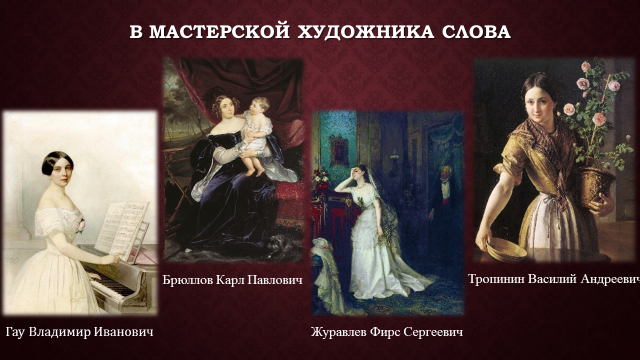 В МАСТЕРСКОЙ ХУДОЖНИКА СЛОВА
Брюллов Карл Павлович
Тропинин Василий Андреевич
Гау Владимир Иванович
Журавлев Фирс Сергеевич